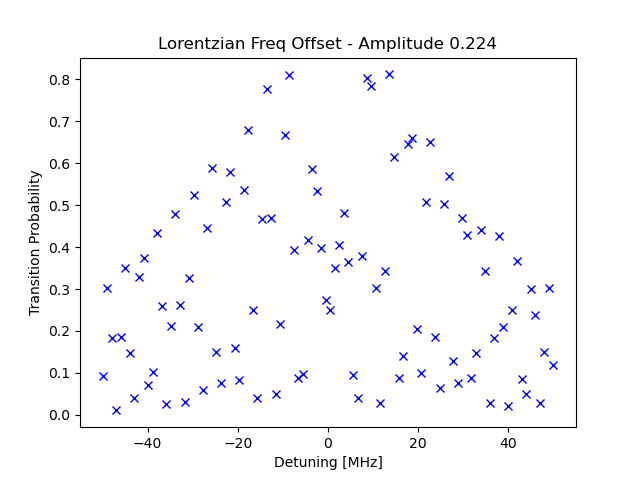 Lorentzian Freq Offset - Amplitude 0.224
0.8
0.7
0.6
0.5
0.4
0.3
0.2
0.1
0.0
Transition Probability
−40 −20 0 20 40
Detuning [MHz]